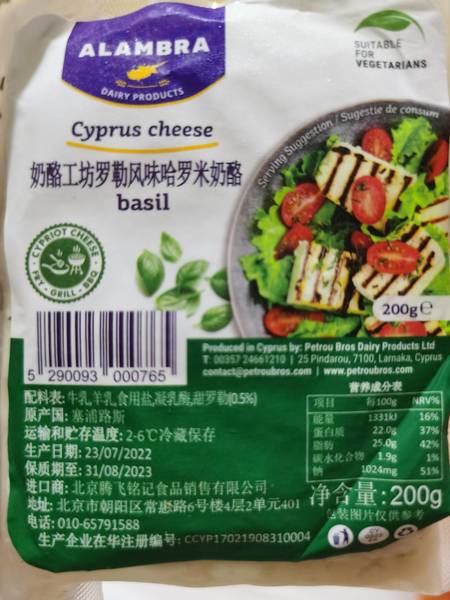 ALAMBRA
DAIRY PRODUCTS
SUITABLE
FOR
VEGETARIANS
Cyprus cheese
奶酪工坊罗勒风味哈罗米奶酪
basil
Serving Suggestion / Sugestie de consum
CYPRIOT CHEESE
FRY - GRILL - BBQ
200g℮
Produced in Cyprus by: Petrou Bros Dairy Products Ltd
T: 00357 24661210 | 25 Pindarou, 7100, Larnaka, Cyprus
contact@petroubros.com | www.petroubros.com
5 290093 000765
营养成分表
项目 每100g NRV%
能量 1331kJ 16%
蛋白质 22.0g 37%
脂肪 25.0g 42%
碳水化合物 1.9g 1%
钠 1024mg 51%
配料表: 牛乳,羊乳,食用盐,凝乳酶,甜罗勒(0.5%)
原产国: 塞浦路斯
运输和贮存温度: 2-6℃冷藏保存
生产日期: 23/07/2022
保质期至: 31/08/2023
进口商: 北京腾飞铭记食品销售有限公司
地址: 北京市朝阳区常惠路6号楼4层2单元401
电话: 010-65791588
生产企业在华注册编号: CCYP17021908310004
净含量: 200g
包装图片仅供参考